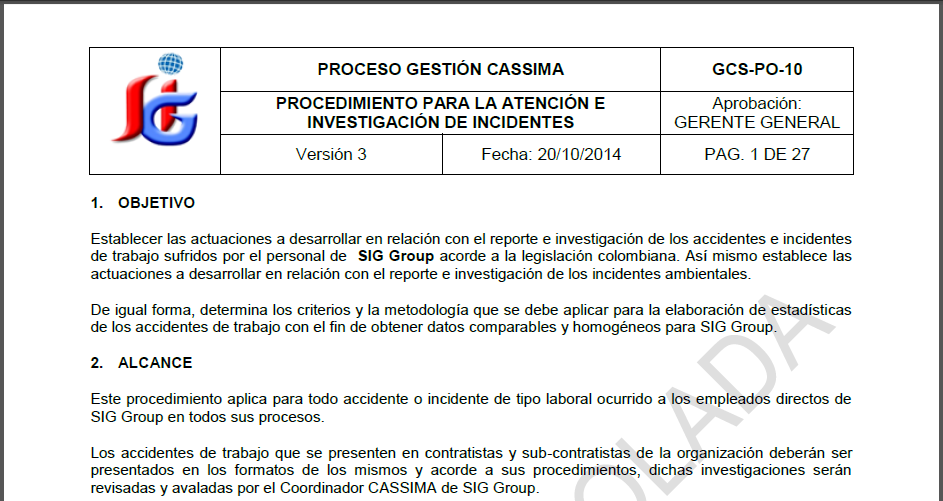 SIG
PROCESO GESTIÓN CASSIMA
GCS-PO-10
PROCEDIMIENTO PARA LA ATENCIÓN E
INVESTIGACIÓN DE INCIDENTES
Aprobación:
GERENTE GENERAL
Versión 3
Fecha: 20/10/2014
PAG. 1 DE 27
1. OBJETIVO
Establecer las actuaciones a desarrollar en relación con el reporte e investigación de los accidentes e incidentes
de trabajo sufridos por el personal de SIG Group acorde a la legislación colombiana. Así mismo establece las
actuaciones a desarrollar en relación con el reporte e investigación de los incidentes ambientales.
De igual forma, determina los criterios y la metodología que se debe aplicar para la elaboración de estadísticas
de los accidentes de trabajo con el fin de obtener datos comparables y homogéneos para SIG Group.
2. ALCANCE
Este procedimiento aplica para todo accidente o incidente de tipo laboral ocurrido a los empleados directos de
SIG Group en todos sus procesos.
Los accidentes de trabajo que se presenten en contratistas y sub-contratistas de la organización deberán ser
presentados en los formatos de los mismos y acorde a sus procedimientos, dichas investigaciones serán
revisadas y avaladas por el Coordinador CASSIMA de SIG Group.
OLADA